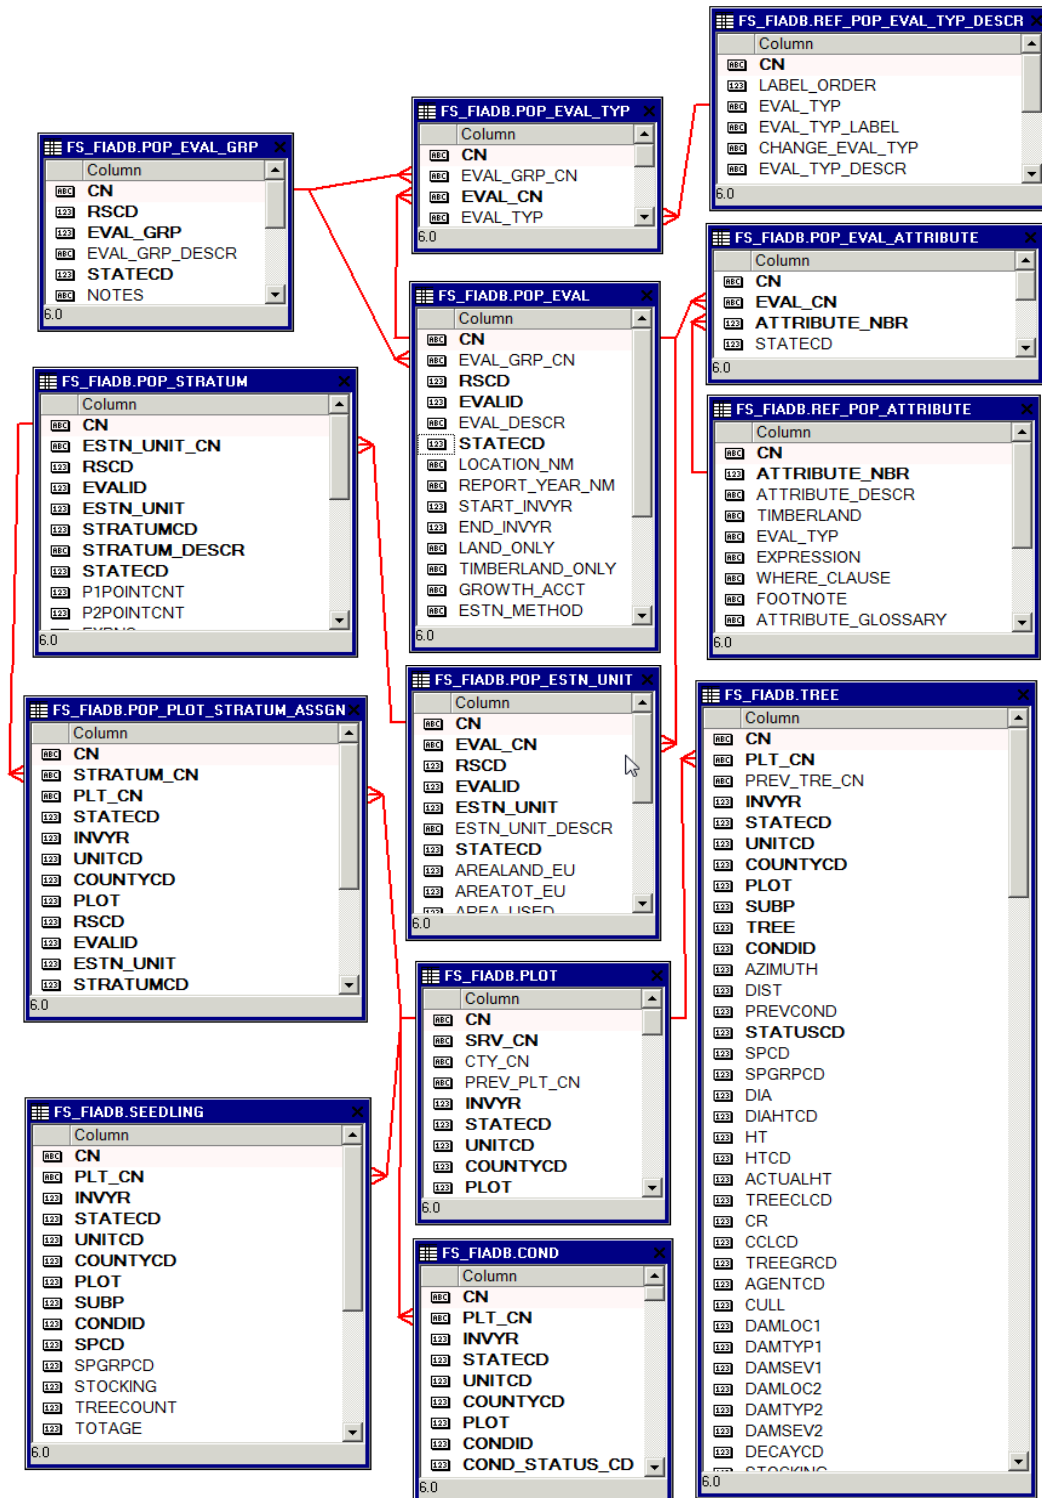 FS_FIADB.REF_POP_EVAL_TYP_DESCR
Column
CN
LABEL_ORDER
EVAL_TYP
EVAL_TYP_LABEL
CHANGE_EVAL_TYP
EVAL_TYP_DESCR
6.0
FS_FIADB.POP_EVAL_TYP
Column
CN
EVAL_GRP_CN
EVAL_CN
EVAL_TYP
6.0
FS_FIADB.POP_EVAL_GRP
Column
CN
RSCD
EVAL_GRP
EVAL_GRP_DESCR
STATECD
NOTES
6.0
FS_FIADB.POP_EVAL_ATTRIBUTE
Column
CN
EVAL_CN
ATTRIBUTE_NBR
STATECD
6.0
FS_FIADB.POP_EVAL
Column
CN
EVAL_GRP_CN
RSCD
EVALID
EVAL_DESCR
STATECD
LOCATION_NM
REPORT_YEAR_NM
START_INVYR
END_INVYR
LAND_ONLY
TIMBERLAND_ONLY
GROWTH_ACCT
ESTN_METHOD
6.0
FS_FIADB.POP_STRATUM
Column
CN
ESTN_UNIT_CN
RSCD
EVALID
ESTN_UNIT
STRATUMCD
STRATUM_DESCR
STATECD
P1POINTCNT
P2POINTCNT
6.0
FS_FIADB.REF_POP_ATTRIBUTE
Column
CN
ATTRIBUTE_NBR
ATTRIBUTE_DESCR
TIMBERLAND
EVAL_TYP
EXPRESSION
WHERE_CLAUSE
FOOTNOTE
ATTRIBUTE_GLOSSARY
6.0
FS_FIADB.POP_ESTN_UNIT
Column
CN
EVAL_CN
RSCD
EVALID
ESTN_UNIT
ESTN_UNIT_DESCR
STATECD
AREALAND_EU
AREATOT_EU
AREA_USED
6.0
FS_FIADB.POP_PLOT_STRATUM_ASSGN
Column
CN
STRATUM_CN
PLT_CN
STATECD
INVYR
UNITCD
COUNTYCD
PLOT
RSCD
EVALID
ESTN_UNIT
STRATUMCD
6.0
FS_FIADB.TREE
Column
CN
PLT_CN
PREV_TRE_CN
INVYR
STATECD
UNITCD
COUNTYCD
PLOT
SUBP
TREE
CONDID
AZIMUTH
DIST
PREVCOND
STATUSCD
SPCD
SPGRPCD
DIA
DIAHTCD
HT
HTCD
ACTUALHT
TREECLCD
CR
CCLCD
TREEGRCD
AGENTCD
CULL
DAMLOC1
DAMTYP1
DAMSEV1
DAMLOC2
DAMTYP2
DAMSEV2
DECAYCD
STOCKING
6.0
FS_FIADB.PLOT
Column
CN
SRV_CN
CTY_CN
PREV_PLT_CN
INVYR
STATECD
UNITCD
COUNTYCD
PLOT
6.0
FS_FIADB.SEEDLING
Column
CN
PLT_CN
INVYR
STATECD
UNITCD
COUNTYCD
PLOT
SUBP
CONDID
SPCD
SPGRPCD
STOCKING
TREECOUNT
TOTAGE
6.0
FS_FIADB.COND
Column
CN
PLT_CN
INVYR
STATECD
UNITCD
COUNTYCD
PLOT
CONDID
COND_STATUS_CD
6.0